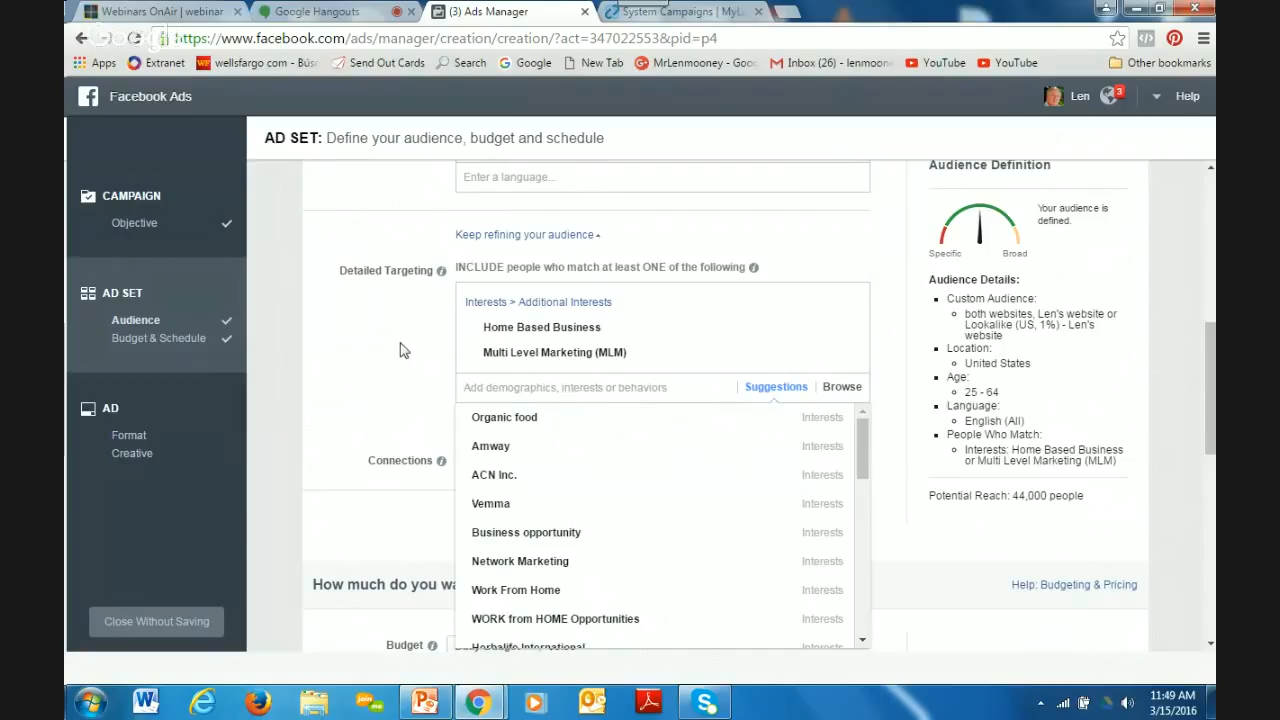 Webinars OnAir | webinar
Google Hangouts
(3) Ads Manager
System Campaigns | MyL
https://www.facebook.com/ads/manager/creation/creation/?act=347022553&pid=p4
Apps
Extranet
wellsfargo com - Bus
Send Out Cards
Search
Google
New Tab
MrLenmooney - Goo
Inbox (26) - lenmoone
YouTube
YouTube
Other bookmarks
Facebook Ads
Len
3
Help
AD SET: Define your audience, budget and schedule
CAMPAIGN
Objective
AD SET
Audience
Budget & Schedule
AD
Format
Creative
Close Without Saving
Enter a language...
Keep refining your audience
Detailed Targeting
INCLUDE people who match at least ONE of the following
Interests > Additional Interests
Home Based Business
Multi Level Marketing (MLM)
Add demographics, interests or behaviors
Suggestions
Browse
Organic food Interests
Amway Interests
ACN Inc. Interests
Vemma Interests
Business opportunity Interests
Network Marketing Interests
Work From Home Interests
WORK from HOME Opportunities Interests
Herbalife International Interests
Connections
How much do you wa
Help: Budgeting & Pricing
Budget
Audience Definition
Your audience is
defined.
Specific
Broad
Audience Details:
Custom Audience:
both websites, Len's website or
Lookalike (US, 1%) - Len's
website
Location:
United States
Age:
25 - 64
Language:
English (All)
People Who Match:
Interests: Home Based Business
or Multi Level Marketing (MLM)
Potential Reach: 44,000 people
11:49 AM
3/15/2016